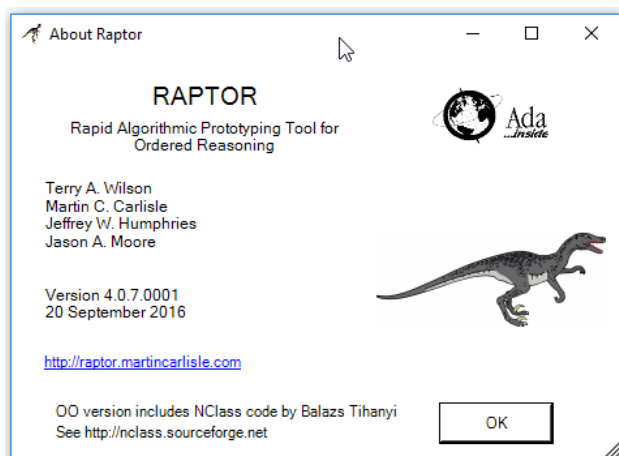 About Raptor
RAPTOR
Rapid Algorithmic Prototyping Tool for
Ordered Reasoning
Ada
...inside
Terry A. Wilson
Martin C. Carlisle
Jeffrey W. Humphries
Jason A. Moore
Version 4.0.7.0001
20 September 2016
http://raptor.martincarlisle.com
OO version includes NClass code by Balazs Tihanyi
See http://nclass.sourceforge.net
OK